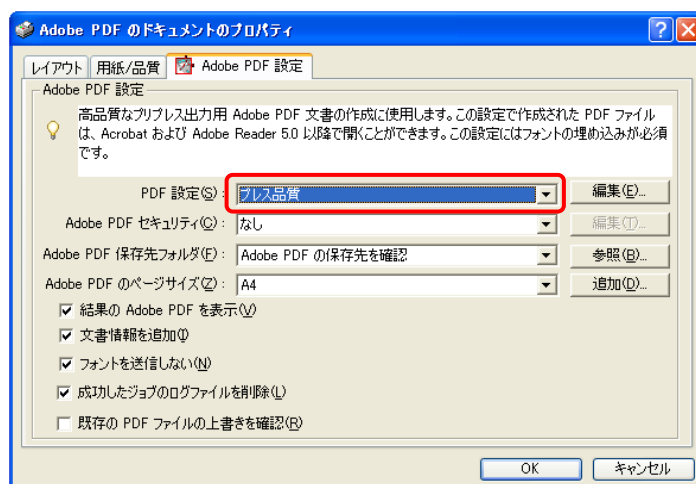 Adobe PDF のドキュメントのプロパティ
レイアウト 用紙/品質 Adobe PDF 設定
Adobe PDF 設定
高品質なプリプレス出力用 Adobe PDF 文書の作成に使用します。この設定で作成された PDF ファイル
は、Acrobat および Adobe Reader 5.0 以降で開くことができます。この設定にはフォントの埋め込みが必須
です。
PDF 設定(S): プレス品質 編集(E)...
Adobe PDF セキュリティ(C): なし 編集(T)...
Adobe PDF 保存先フォルダ(F): Adobe PDF の保存先を確認 参照(B)...
Adobe PDF のページサイズ(Z): A4 追加(D)...
結果の Adobe PDF を表示(V)
文書情報を追加(I)
フォントを送信しない(N)
成功したジョブのログファイルを削除(L)
既存の PDF ファイルの上書きを確認(R)
OK キャンセル